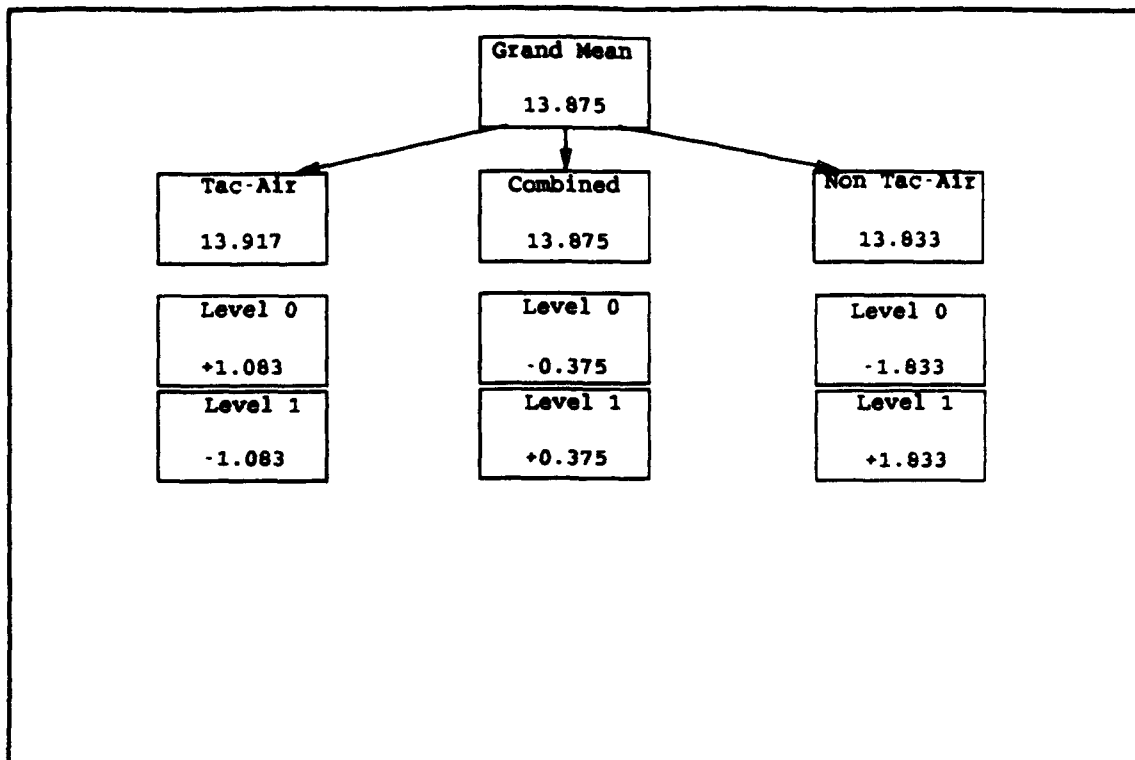 Grand Mean
13.875
Tac-Air
13.917
Combined
13.875
Non Tac-Air
13.833
Level 0
+1.083
Level 1
-1.083
Level 0
-0.375
Level 1
+0.375
Level 0
-1.833
Level 1
+1.833